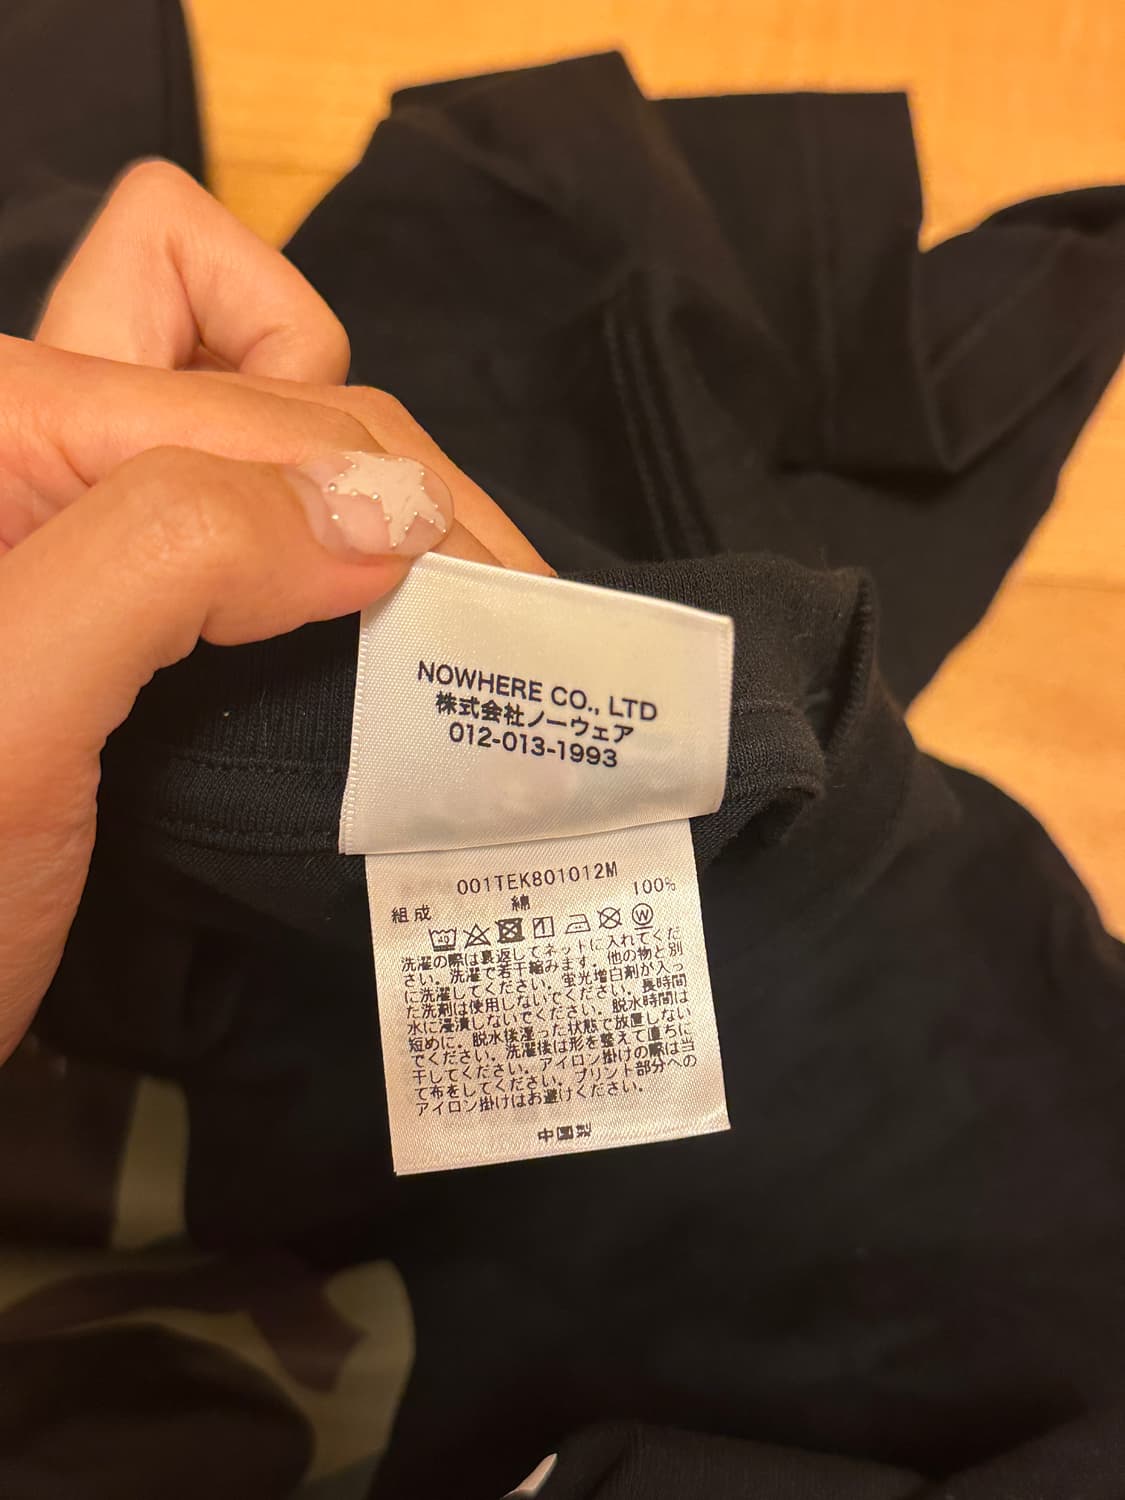 NOWHERE CO., LTD
株式会社ノーウェア
012-013-1993
001TEK801012M
組成 綿 100%
40 1 W
洗濯の際は裏返してネットに入れてくだ
さい。洗濯で若干縮みます。他の物と別
に洗濯してください。蛍光増白剤が入っ
た洗剤は使用しないでください。長時間
水に浸漬しないでください。脱水時間は
短めに。脱水後湿った状態で放置しない
でください。洗濯後は形を整えて直ちに
干してください。アイロン掛けの際は当
て布をしてください。プリント部分への
アイロン掛けはお避けください。
中国製